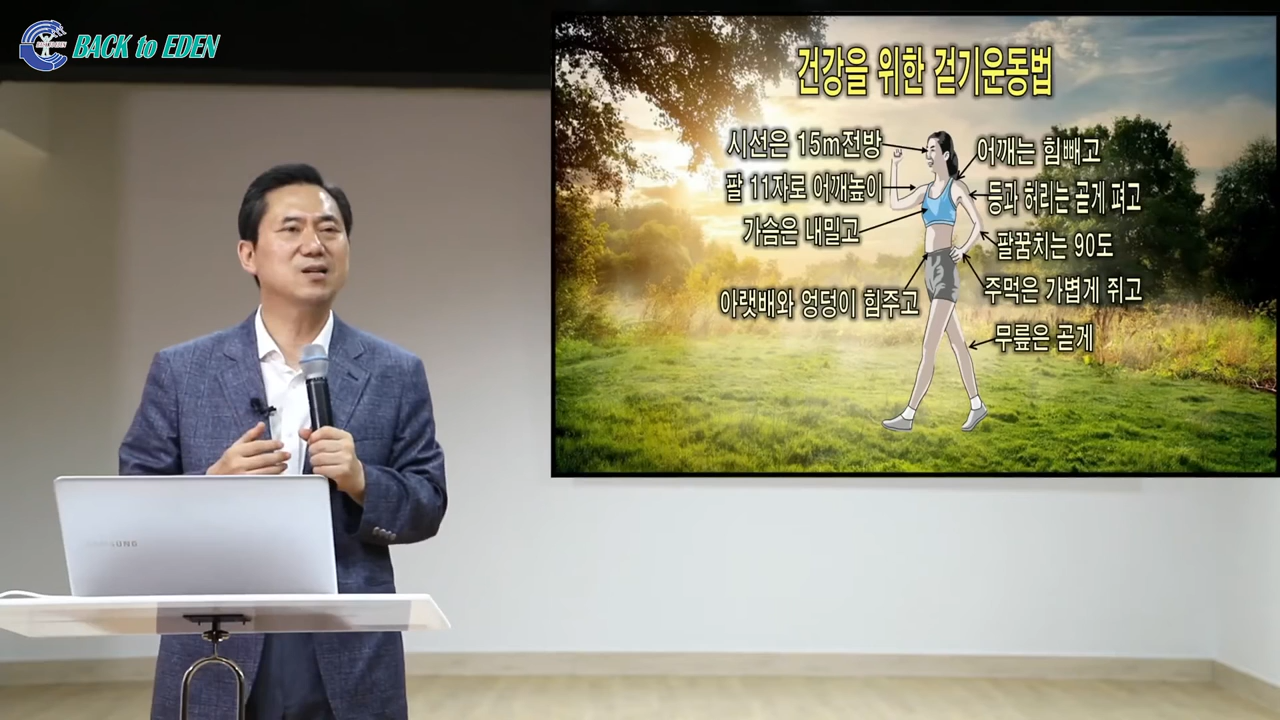 BACK to EDEN
건강을 위한 걷기운동법
시선은 15m전방
팔 11자로 어깨높이
가슴은 내밀고
아랫배와 엉덩이 힘주고
어깨는 힘빼고
등과 허리는 곧게 펴고
팔꿈치는 90도
주먹은 가볍게 쥐고
무릎은 곧게
SAMSUNG